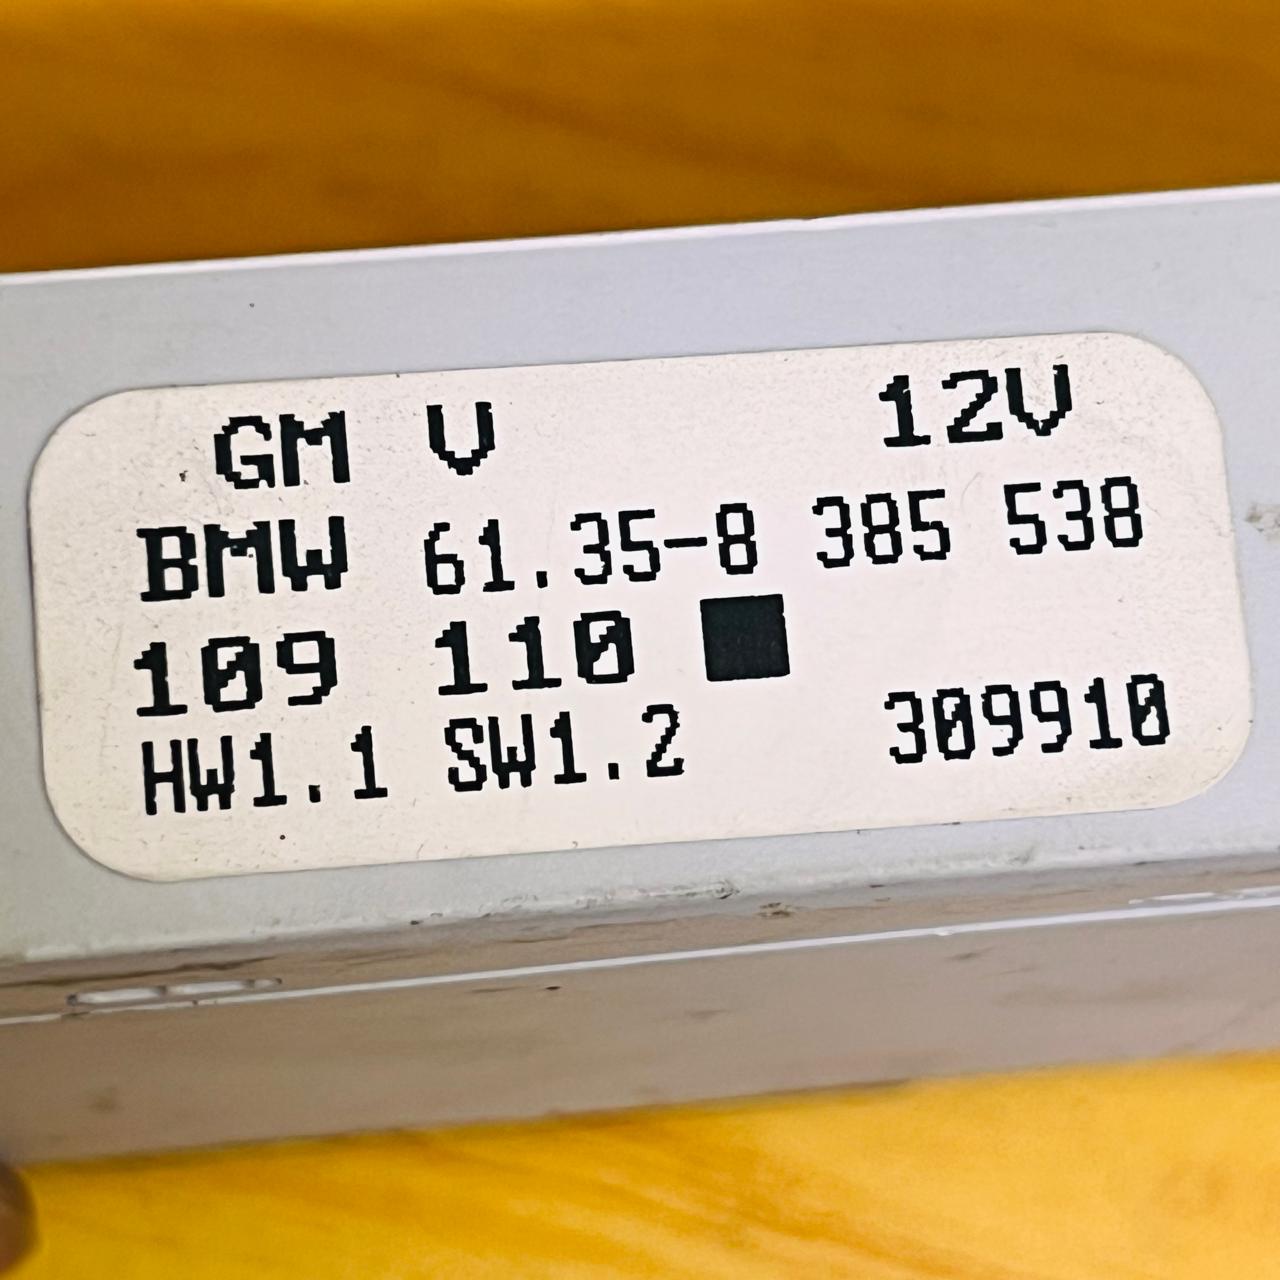 GM V 12V
BMW 61.35-8 385 538
109 110
HW1.1 SW1.2 309910